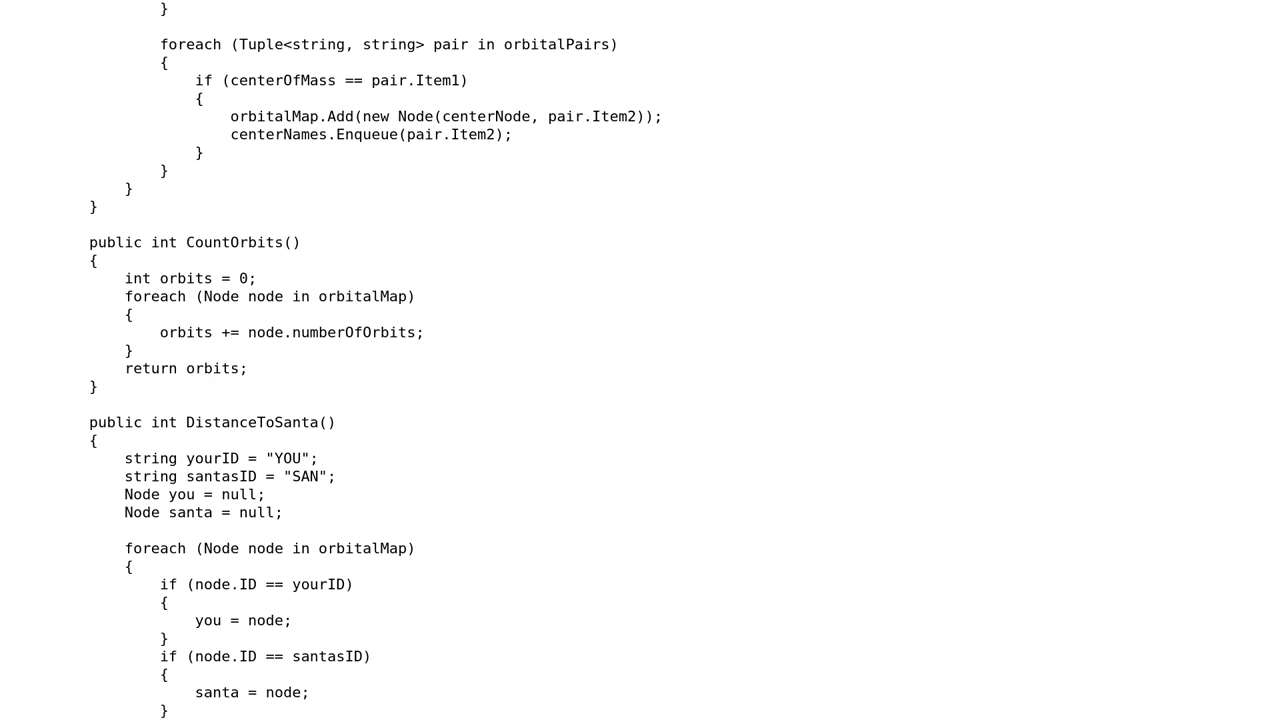 }
foreach (Tuple<string, string> pair in orbitalPairs)
{
if (centerOfMass == pair.Item1)
{
orbitalMap.Add(new Node(centerNode, pair.Item2));
centerNames.Enqueue(pair.Item2);
}
}
}
}
public int CountOrbits()
{
int orbits = 0;
foreach (Node node in orbitalMap)
{
orbits += node.numberOfOrbits;
}
return orbits;
}
public int DistanceToSanta()
{
string yourID = "YOU";
string santasID = "SAN";
Node you = null;
Node santa = null;
foreach (Node node in orbitalMap)
{
if (node.ID == yourID)
{
you = node;
}
if (node.ID == santasID)
{
santa = node;
}